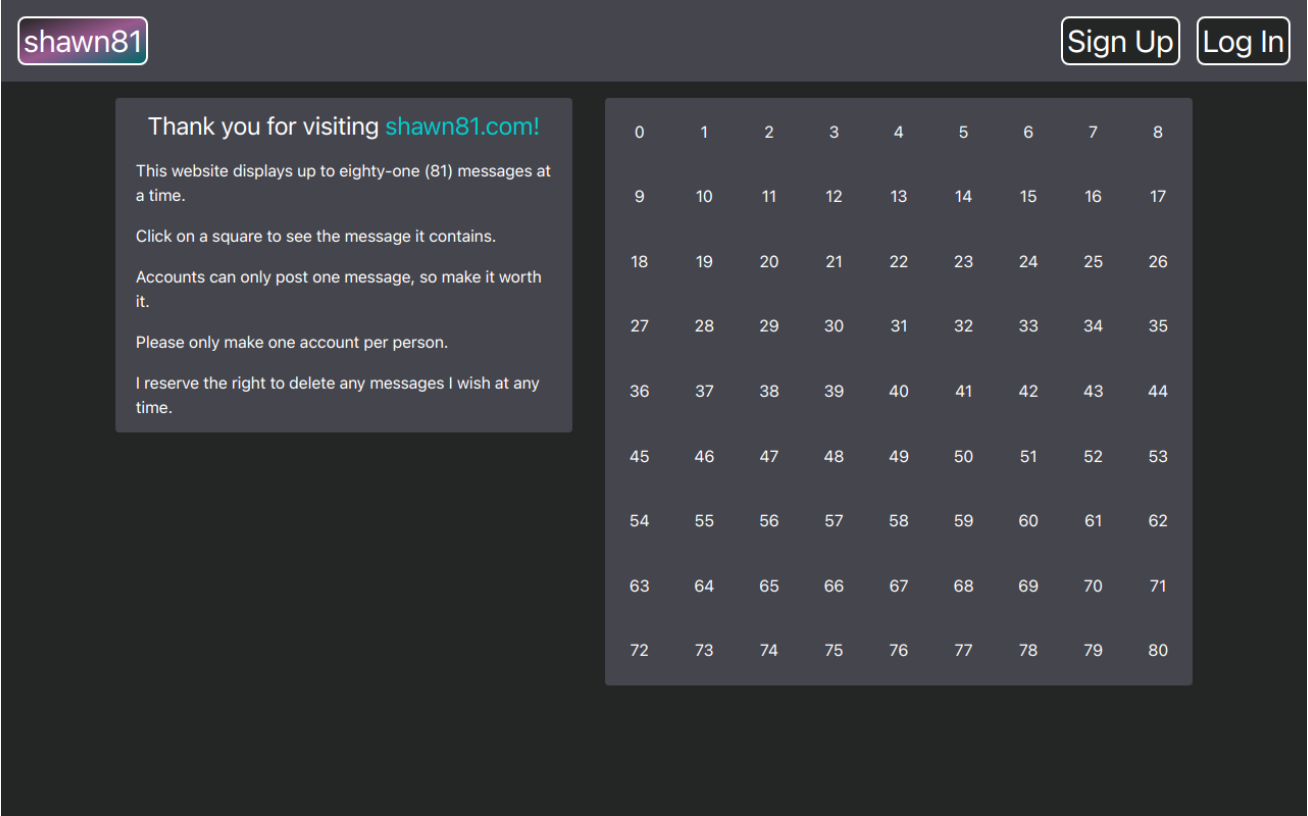 shawn81
Sign Up Log In
Thank you for visiting shawn81.com!
This website displays up to eighty-one (81) messages at
a time.
Click on a square to see the message it contains.
Accounts can only post one message, so make it worth
it.
Please only make one account per person.
I reserve the right to delete any messages I wish at any
time.
0 1 2 3 4 5 6 7 8
9 10 11 12 13 14 15 16 17
18 19 20 21 22 23 24 25 26
27 28 29 30 31 32 33 34 35
36 37 38 39 40 41 42 43 44
45 46 47 48 49 50 51 52 53
54 55 56 57 58 59 60 61 62
63 64 65 66 67 68 69 70 71
72 73 74 75 76 77 78 79 80